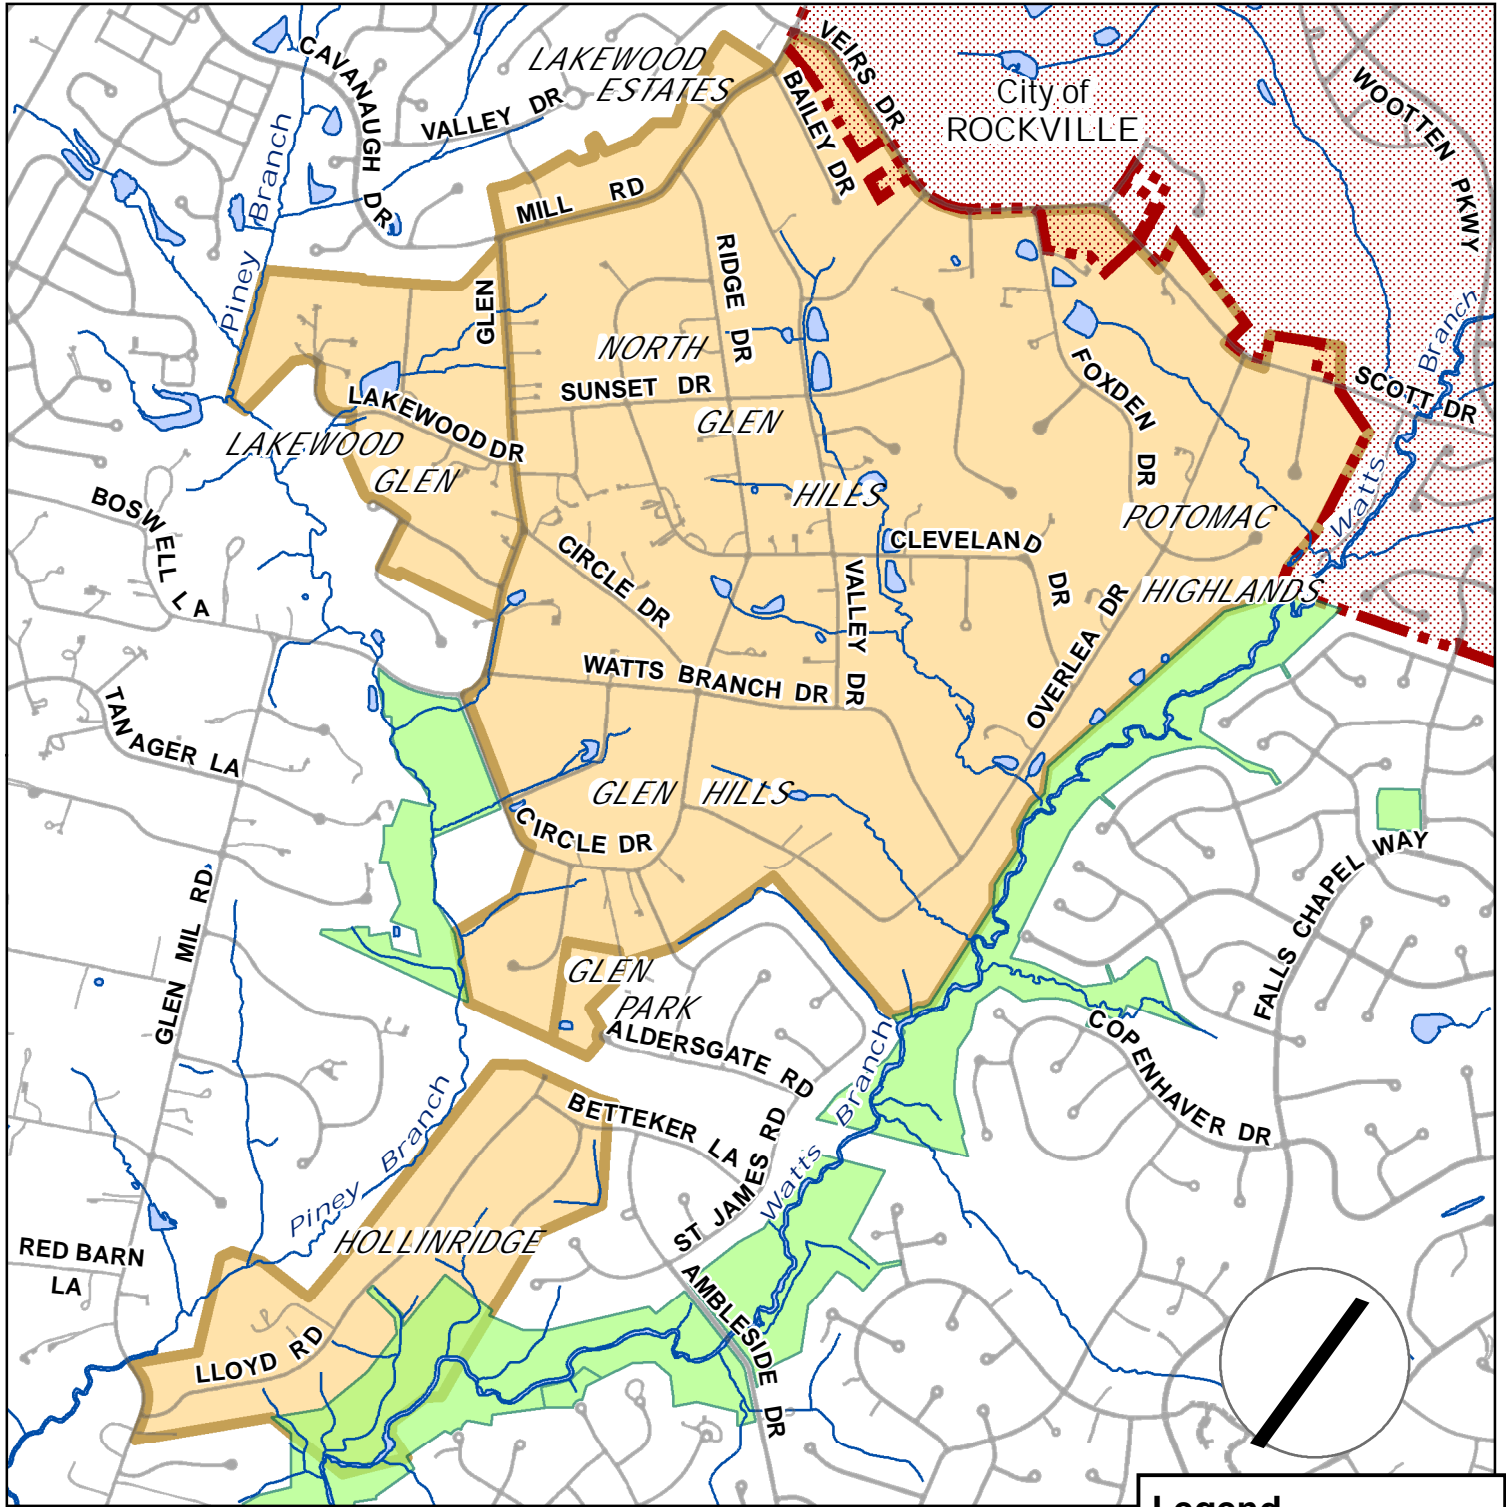 LAKEWOOD
ESTATES
VEIRS DR
CAVANAUGH DR
VALLEY DR
BAILEY DR
City of
ROCKVILLE
WOOTTEN PKWY
Piney Branch
MILL RD
GLEN
RIDGE DR
NORTH
SUNSET DR
GLEN
HILLS
FOXDEN DR
SCOTT DR
Watts Branch
LAKEWOOD DR
LAKEWOOD
GLEN
BOSWELL LA
CIRCLE DR
CLEVELAND DR
POTOMAC
HIGHLANDS
VALLEY DR
OVERLEA DR
WATTS BRANCH DR
TANAGER LA
GLEN HILLS
CIRCLE DR
GLEN MIL RD
GLEN
PARK
ALDERSGATE RD
FALLS CHAPEL WAY
COPENHAVER DR
Watts Branch
Piney Branch
BETTEKER LA
ST JAMES RD
HOLLINRIDGE
RED BARN
LA
LLOYD RD
AMBLESIDE DR
Legend